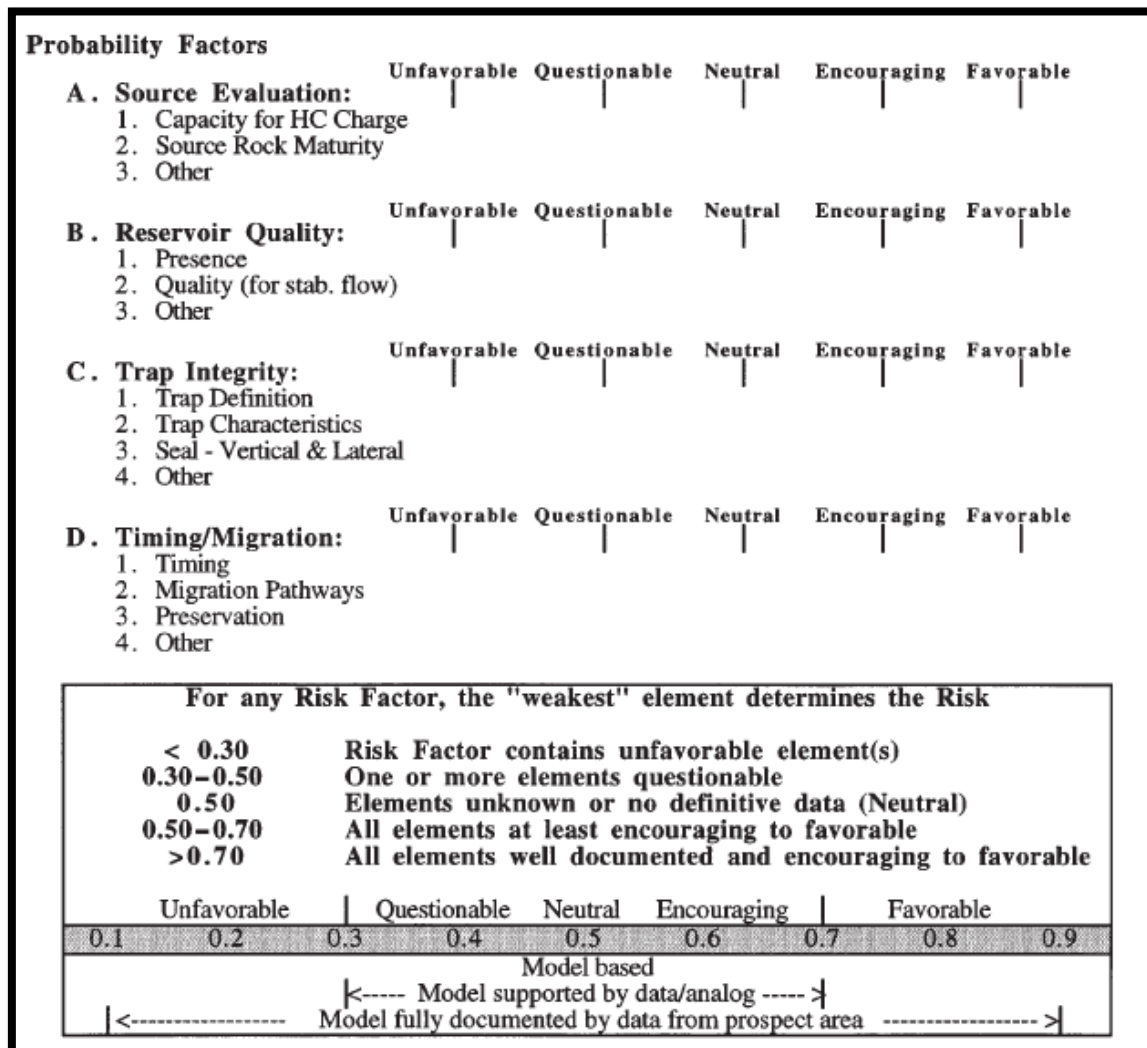 Probability Factors
Unfavorable Questionable Neutral Encouraging Favorable
A. Source Evaluation:
1. Capacity for HC Charge
2. Source Rock Maturity
3. Other
Unfavorable Questionable Neutral Encouraging Favorable
B. Reservoir Quality:
1. Presence
2. Quality (for stab. flow)
3. Other
Unfavorable Questionable Neutral Encouraging Favorable
C. Trap Integrity:
1. Trap Definition
2. Trap Characteristics
3. Seal - Vertical & Lateral
4. Other
Unfavorable Questionable Neutral Encouraging Favorable
D. Timing/Migration:
1. Timing
2. Migration Pathways
3. Preservation
4. Other
For any Risk Factor, the "weakest" element determines the Risk
< 0.30 Risk Factor contains unfavorable element(s)
0.30–0.50 One or more elements questionable
0.50 Elements unknown or no definitive data (Neutral)
0.50–0.70 All elements at least encouraging to favorable
>0.70 All elements well documented and encouraging to favorable
Unfavorable | Questionable Neutral Encouraging | Favorable
0.1 0.2 0.3 0.4 0.5 0.6 0.7 0.8 0.9
Model based
|<----- Model supported by data/analog ----->|
|<------------------ Model fully documented by data from prospect area ------------------>|